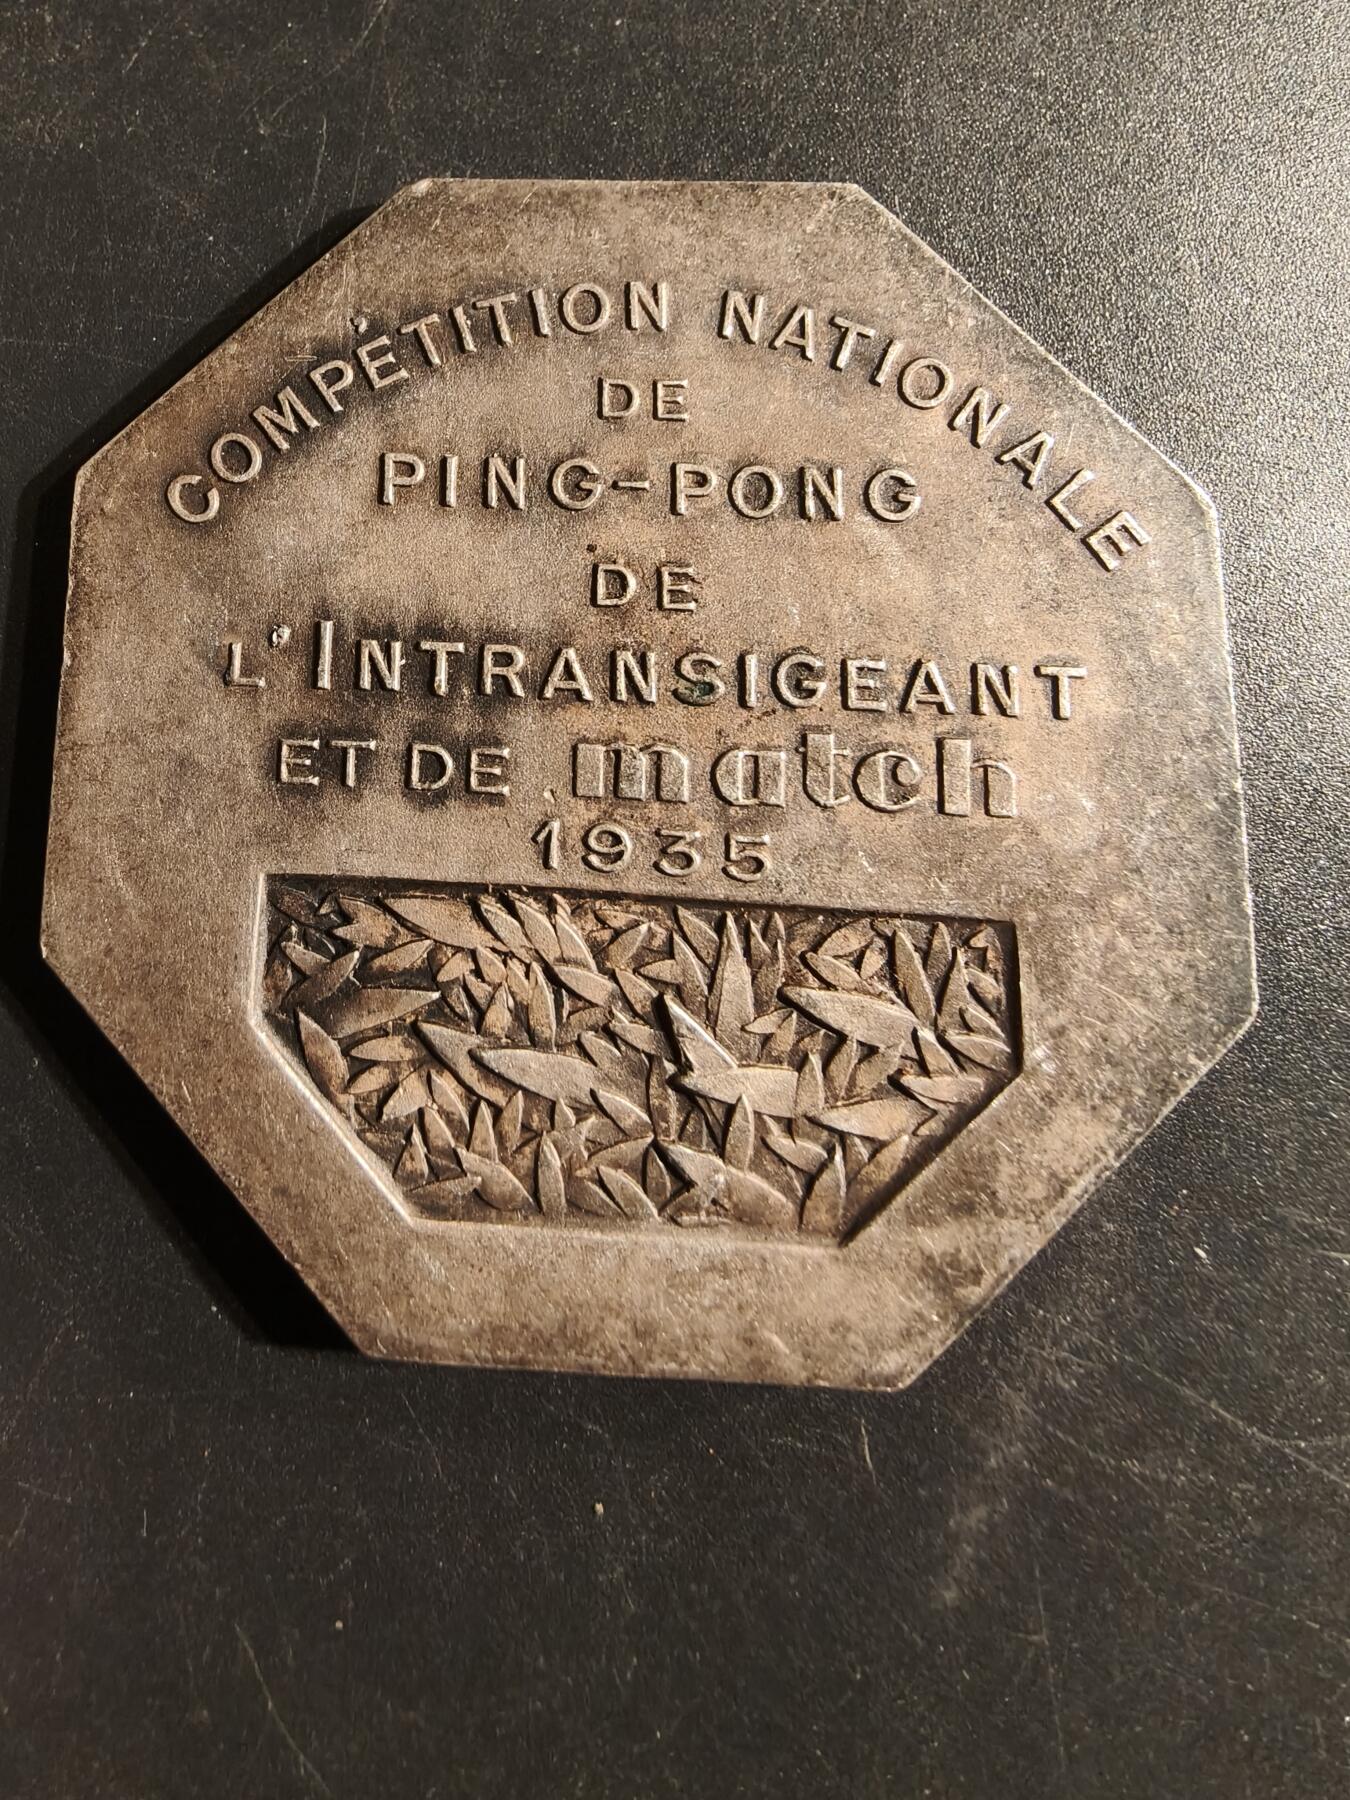 COMPÉTITION NATIONALE
DE
PING-PONG
DE
L'INTRANSIGEANT
ET DE match
1935